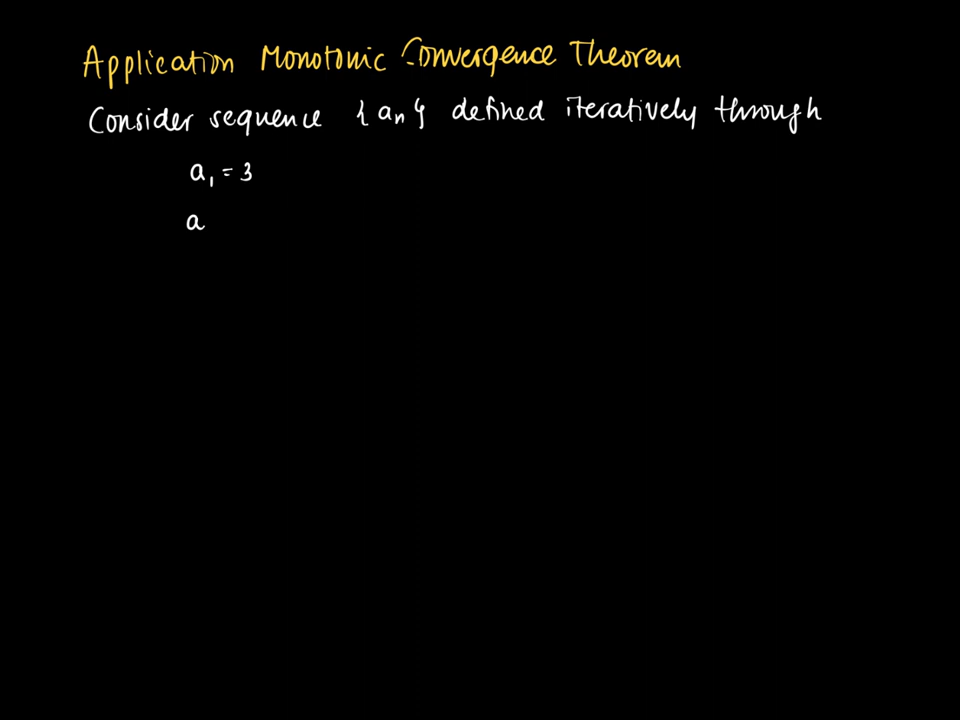 Application Monotonic Convergence Theorem
Consider sequence {an} defined iteratively through
a1 = 3
a